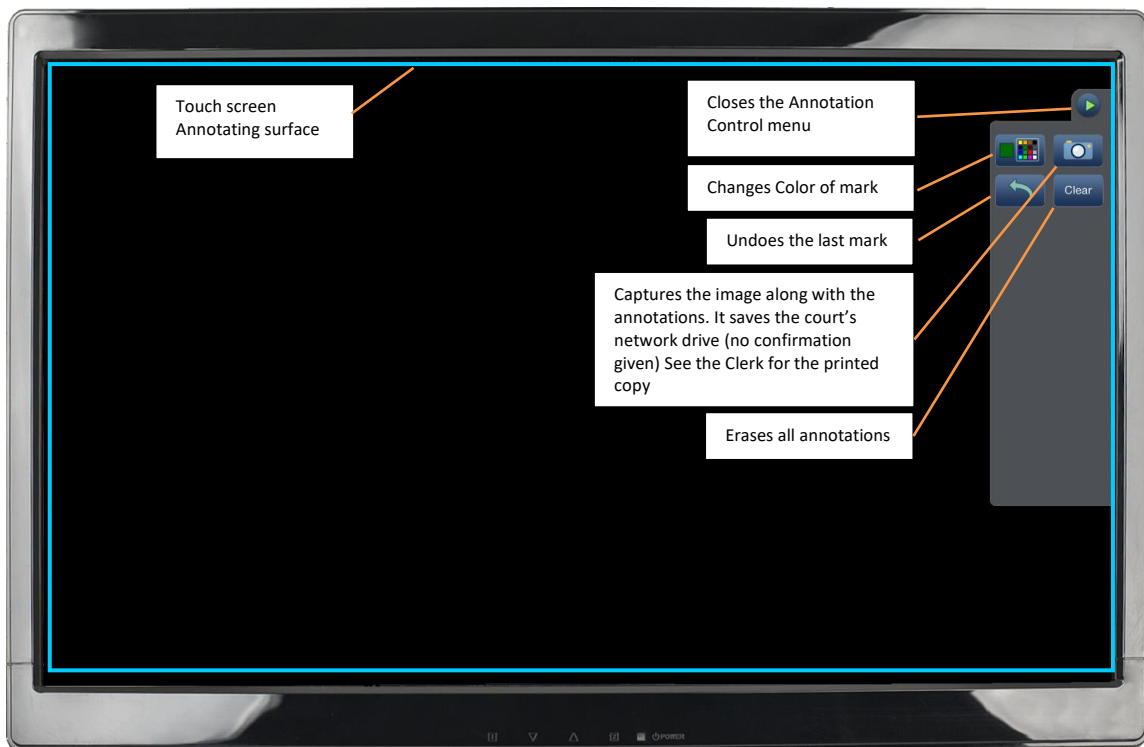 Touch screen
Annotating surface
Closes the Annotation
Control menu
Changes Color of mark
Clear
Undoes the last mark
Captures the image along with the
annotations. It saves the court’s
network drive (no confirmation
given) See the Clerk for the printed
copy
Erases all annotations
POWER